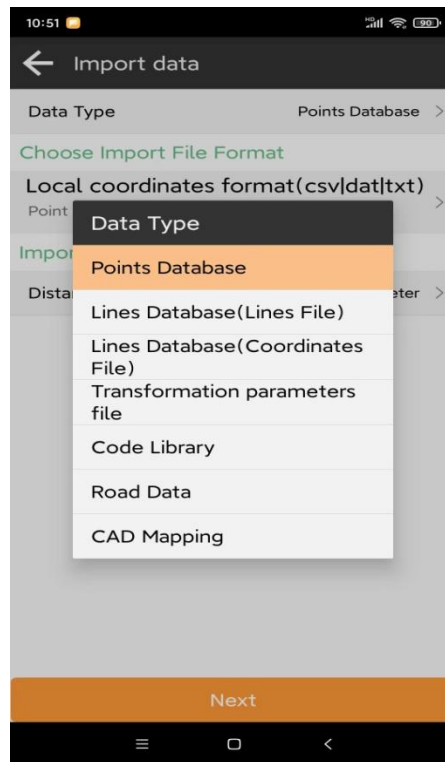 10:51
HD
90
Import data
Data Type Points Database
Choose Import File Format
Local coordinates format(csv|dat|txt)
Point
Data Type
Impor
Points Database
Dista eter
Lines Database(Lines File)
Lines Database(Coordinates
File)
Transformation parameters
file
Code Library
Road Data
CAD Mapping
Next